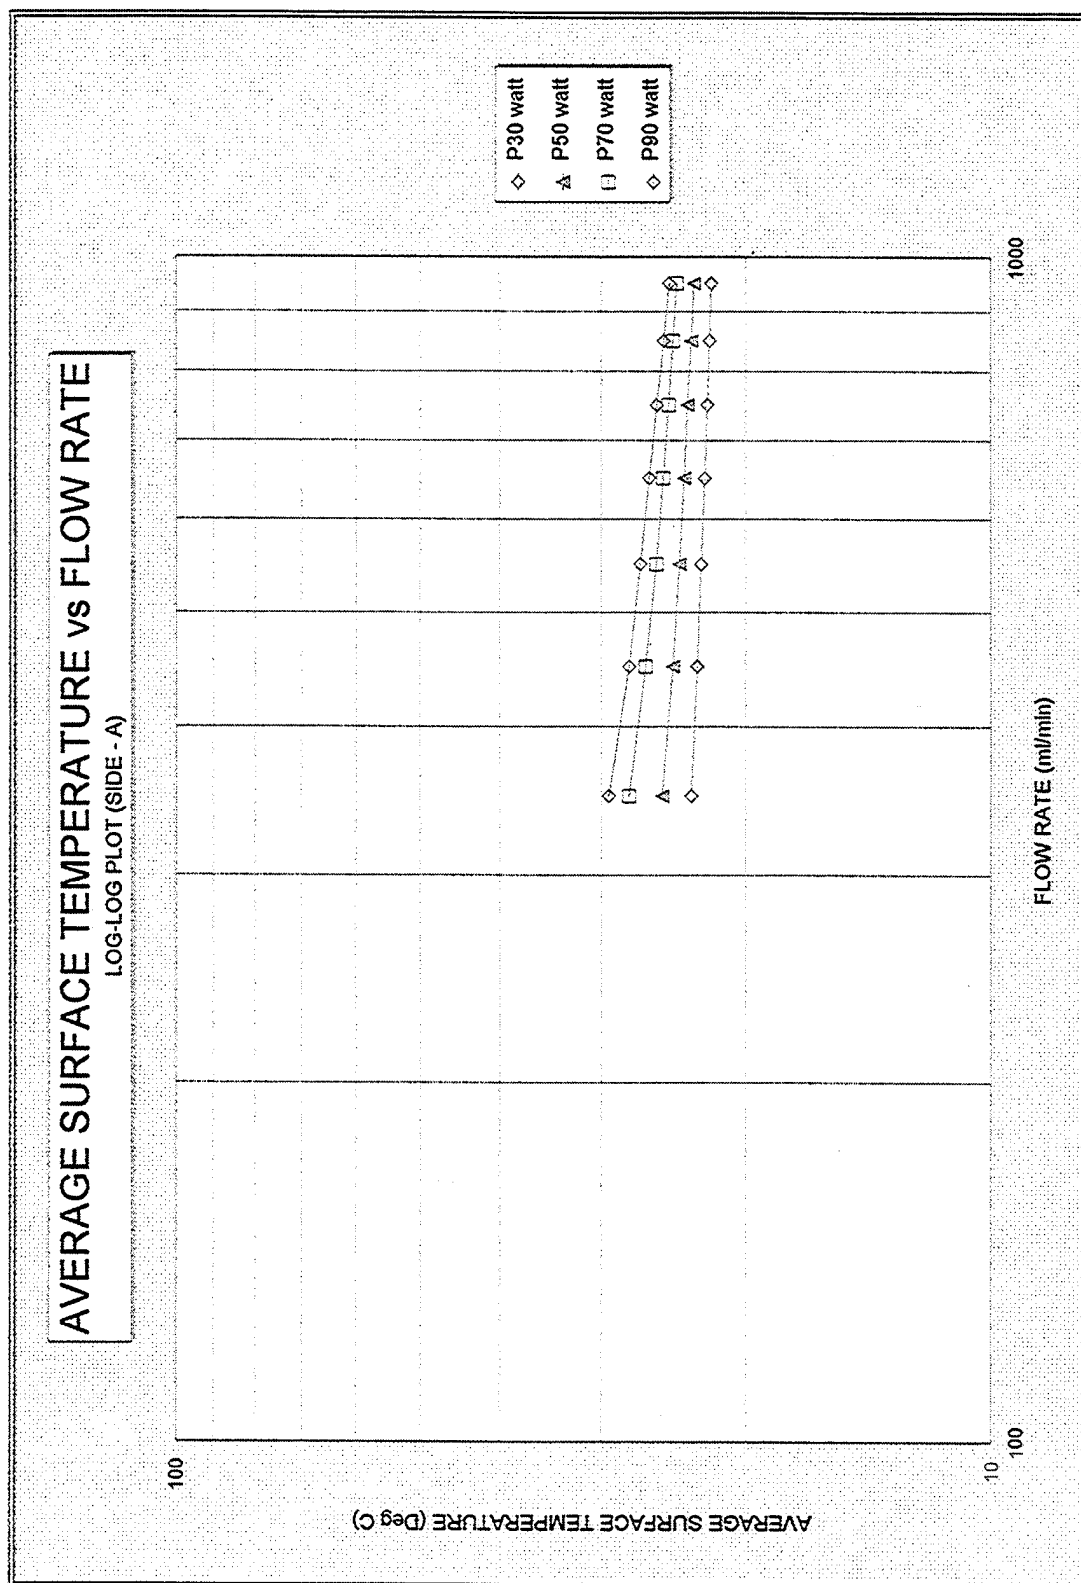 AVERAGE SURFACE TEMPERATURE vs FLOW RATE
LOG-LOG PLOT (SIDE - A)
AVERAGE SURFACE TEMPERATURE (Deg C)
100
10
100
1000
FLOW RATE (ml/min)
P30 watt
P50 watt
P70 watt
P90 watt